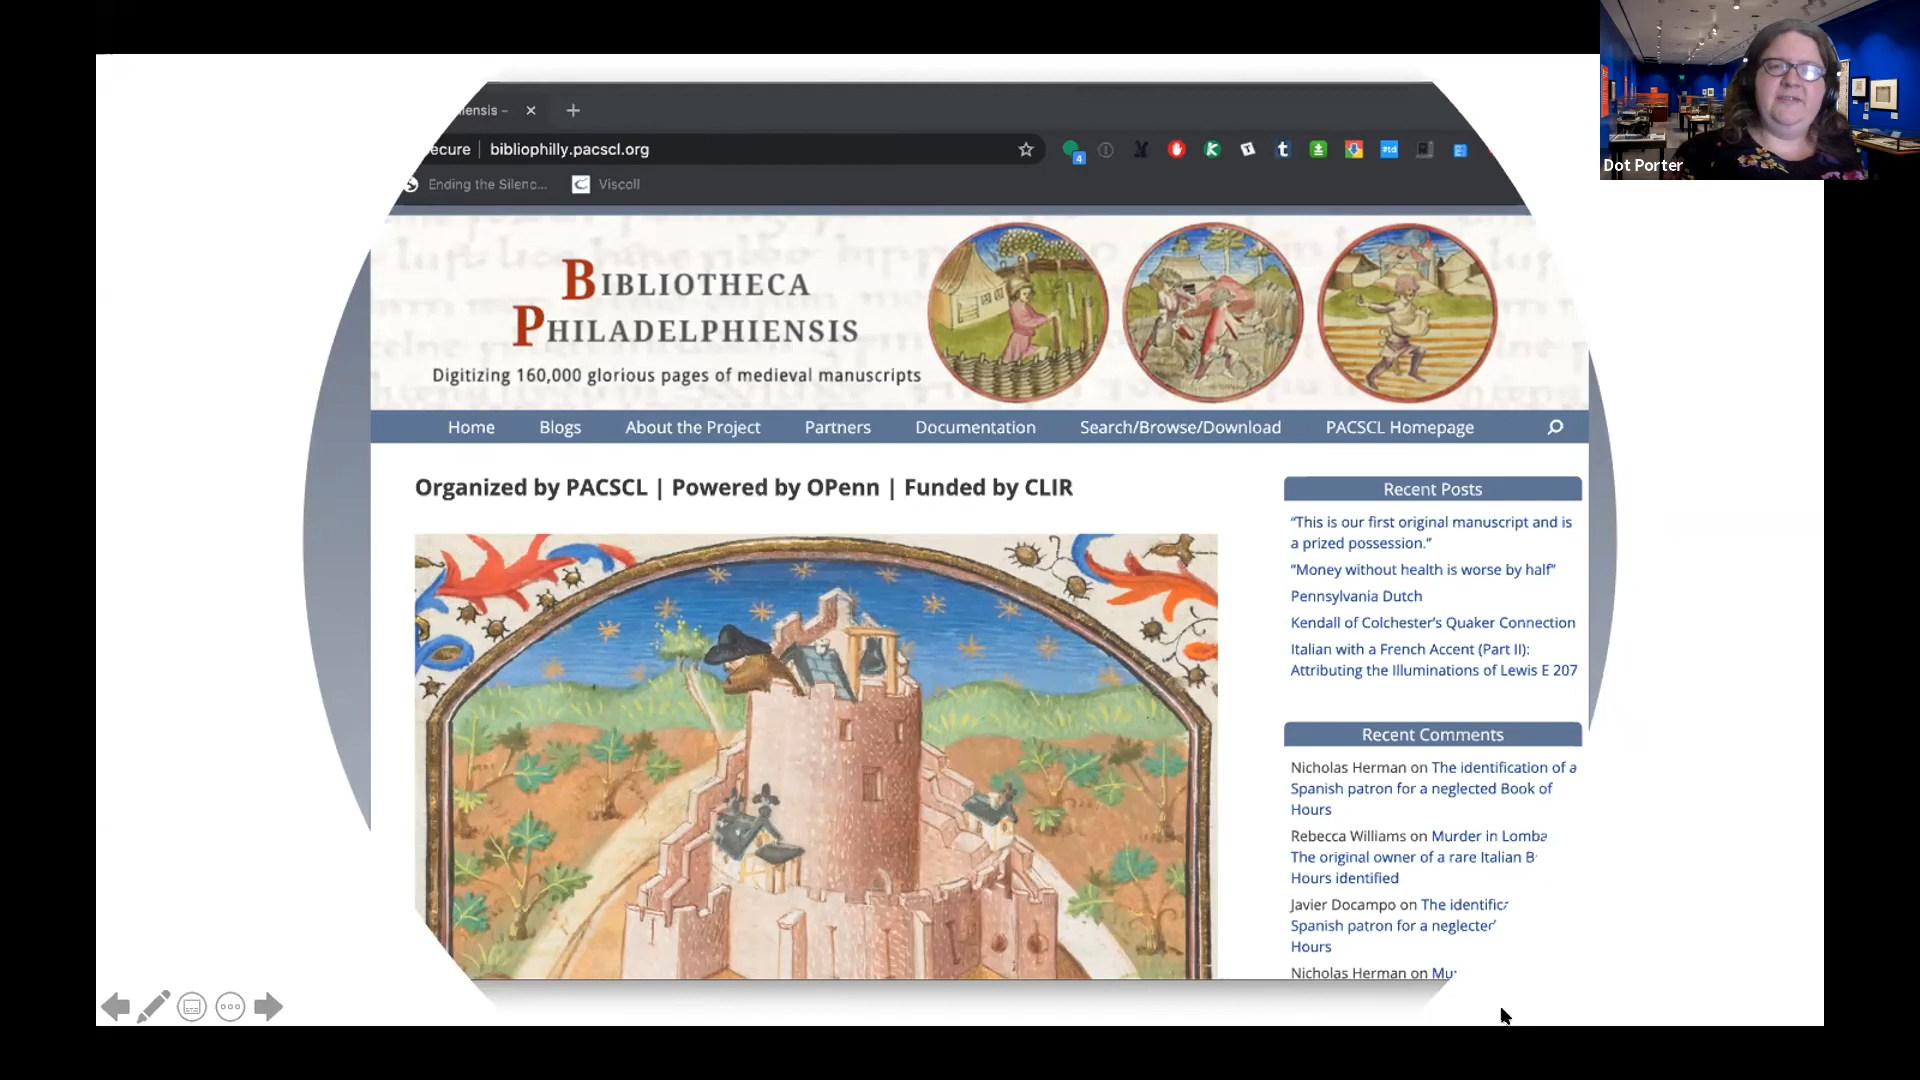 iensis –
ecure
bibliophilly.pacscl.org
Ending the Silenc...
Viscoll
BIBLIOTHECA
PHILADELPHIENSIS
Digitizing 160,000 glorious pages of medieval manuscripts
Home Blogs About the Project Partners Documentation Search/Browse/Download PACSCL Homepage
Organized by PACSCL | Powered by OPenn | Funded by CLIR
Recent Posts
“This is our first original manuscript and is
a prized possession.”
“Money without health is worse by half”
Pennsylvania Dutch
Kendall of Colchester’s Quaker Connection
Italian with a French Accent (Part II):
Attributing the Illuminations of Lewis E 207
Recent Comments
Nicholas Herman on The identification of a
Spanish patron for a neglected Book of
Hours
Rebecca Williams on Murder in Lomba
The original owner of a rare Italian B
Hours identified
Javier Docampo on The identific
Spanish patron for a neglecte
Hours
Nicholas Herman on Mu
Dot Porter